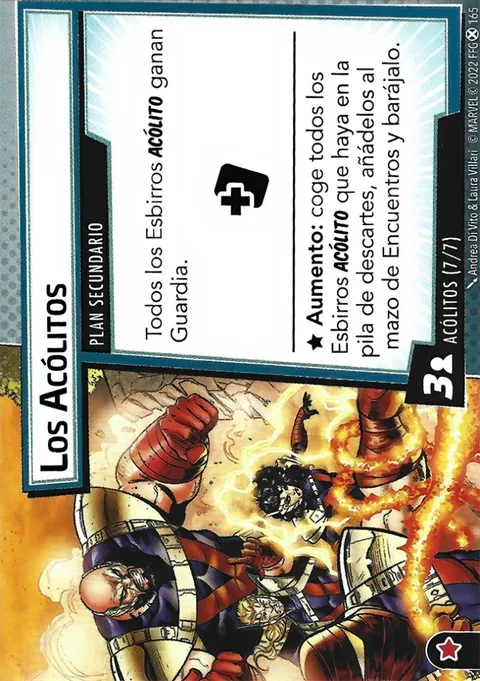 Los Acólitos
PLAN SECUNDARIO
Todos los Esbirros ACÓLITO ganan
Guardia.
★ Aumento: coge todos los
Esbirros ACÓLITO que haya en la
pila de descartes, añádelos al
mazo de Encuentros y barájalo.
3
ACÓLITOS (7/7)
Andrea Di Vito & Laura Villari © MARVEL © 2022 FFG 165